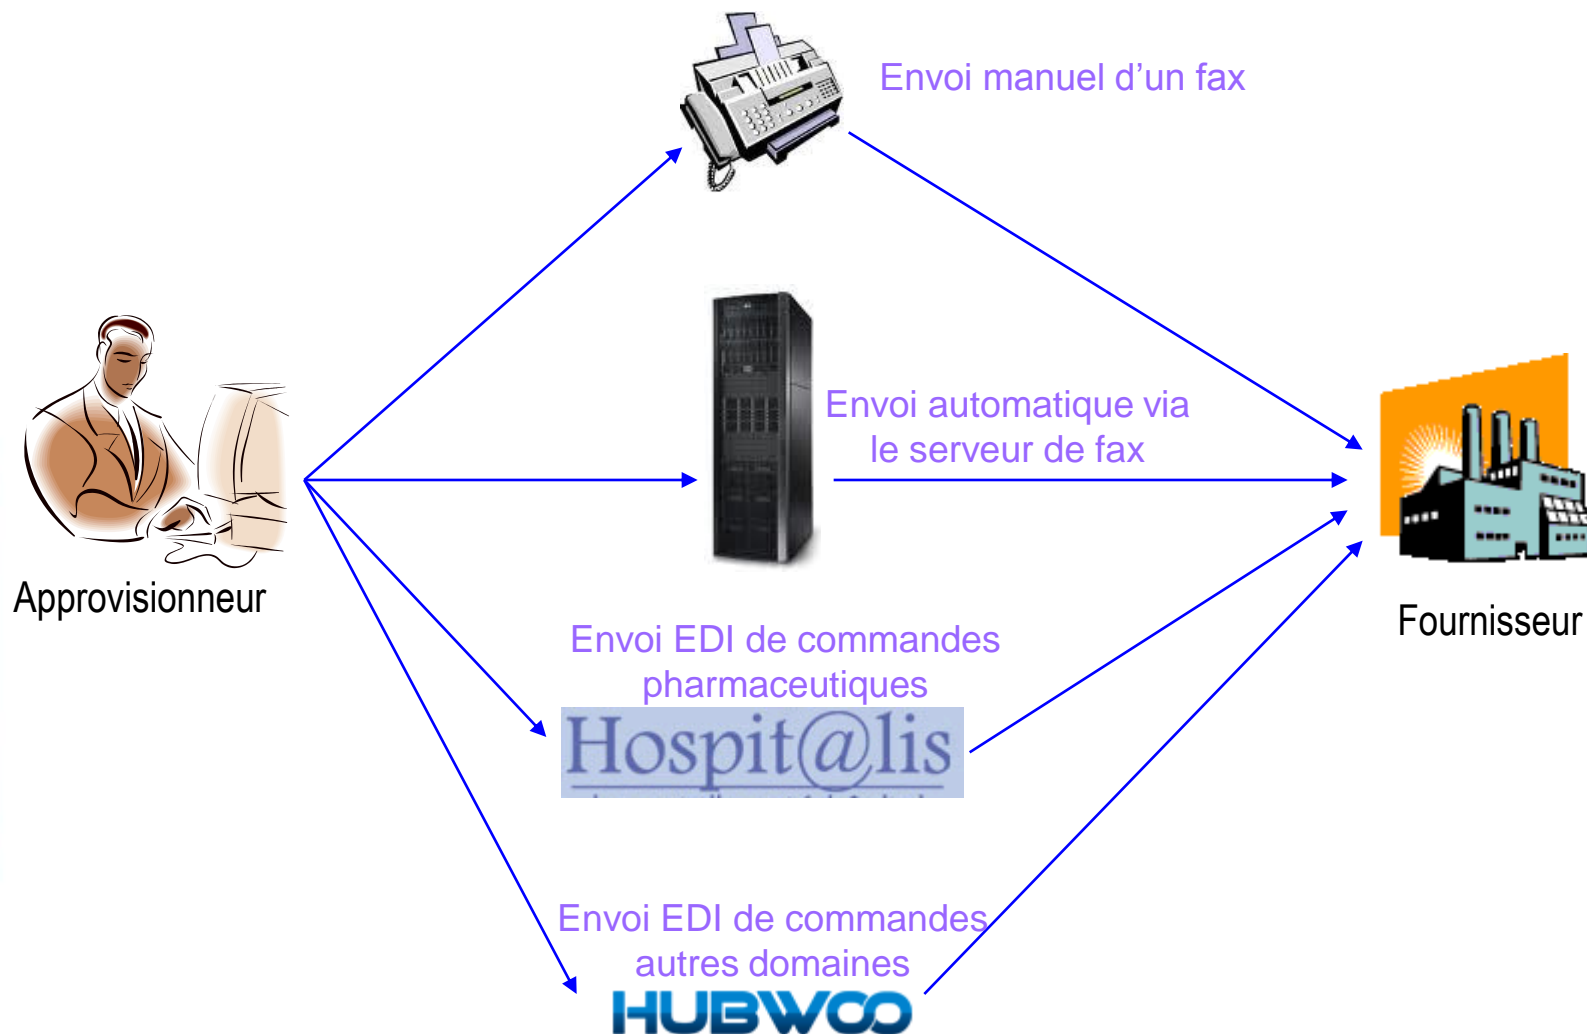 Envoi manuel d’un fax
Envoi automatique via
le serveur de fax
Approvisionneur
Fournisseur
Envoi EDI de commandes
pharmaceutiques
Hospit@lis
Envoi EDI de commandes
autres domaines
HUBWOO